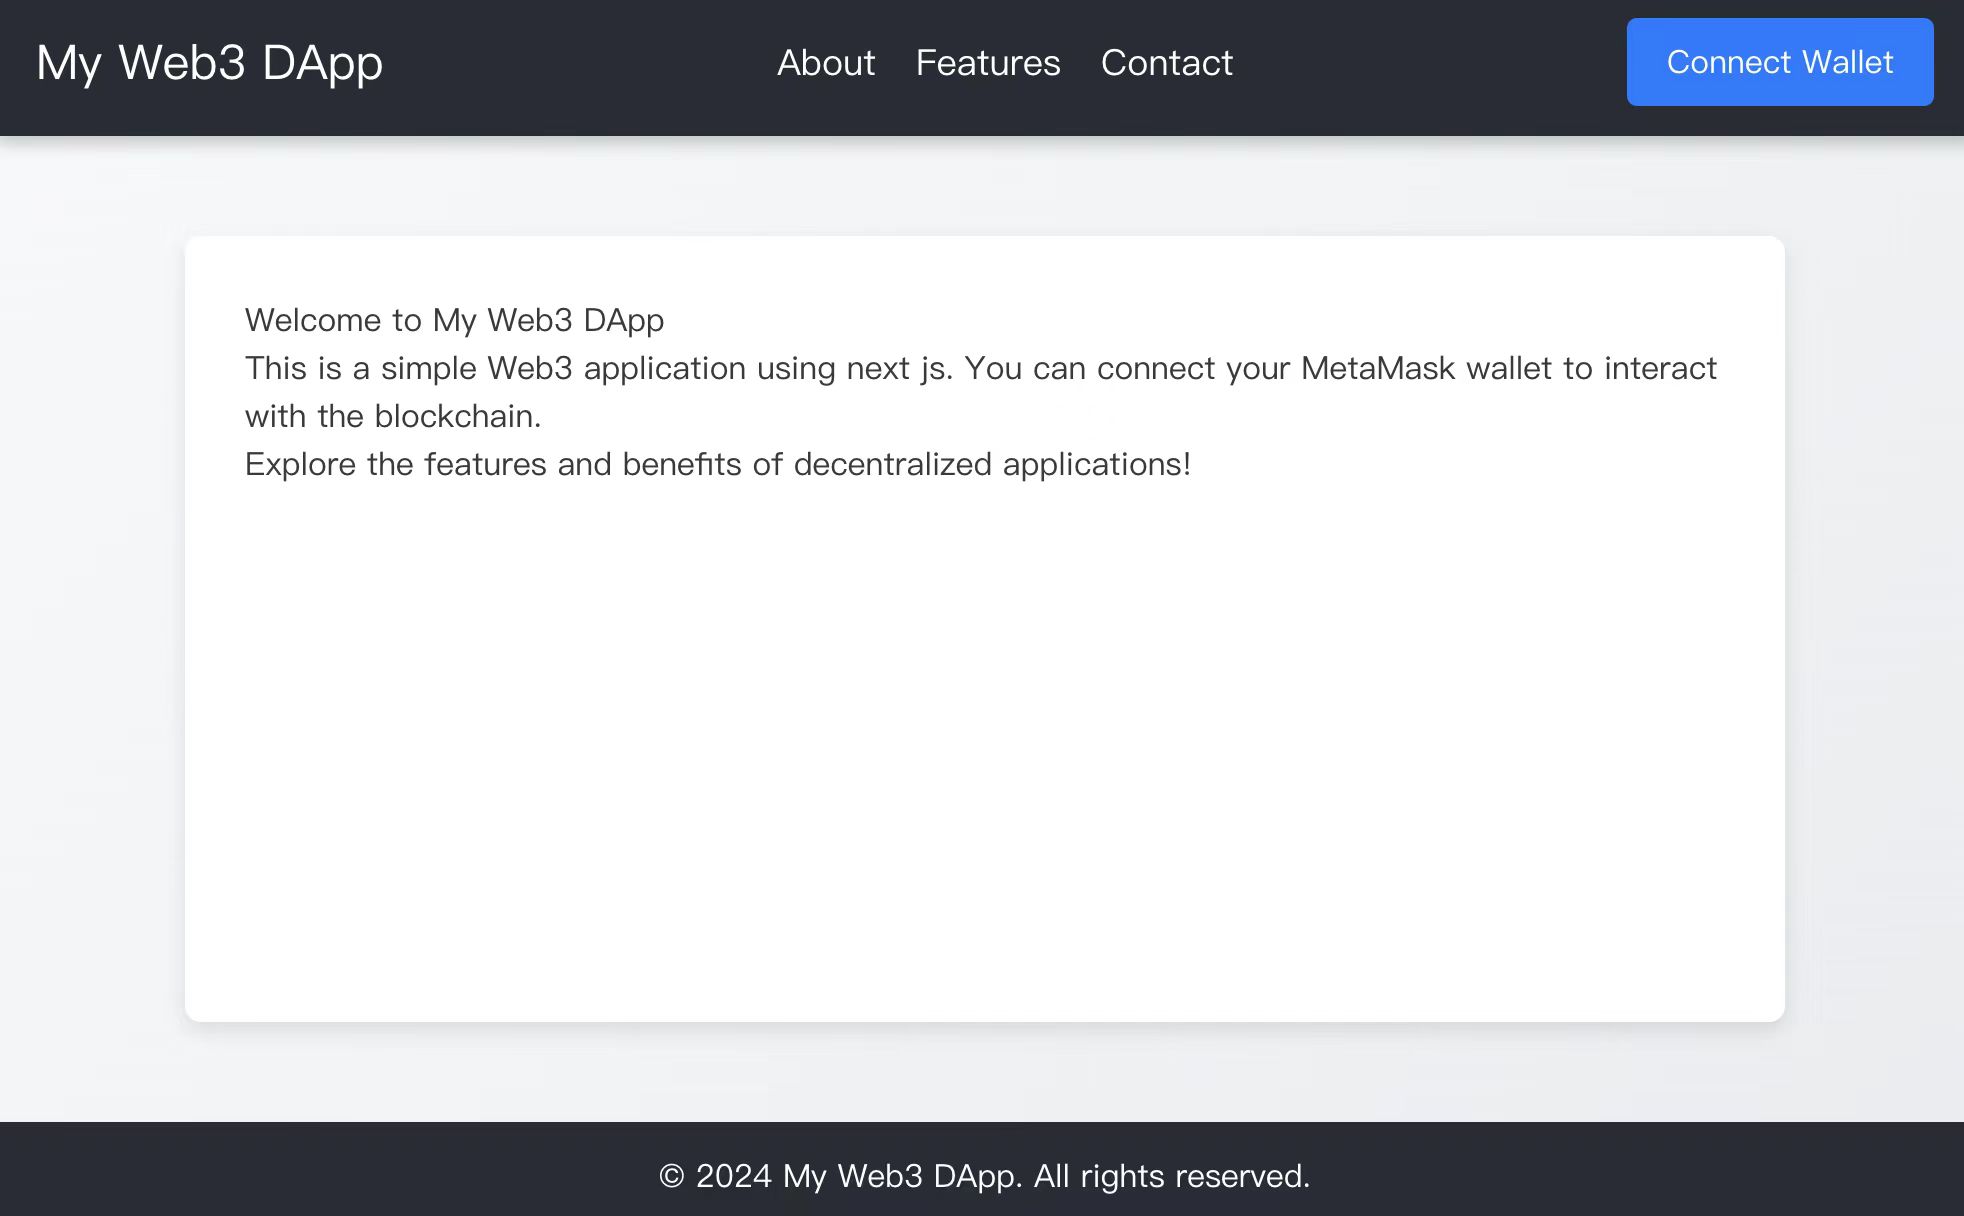 My Web3 DApp
About
Features
Contact
Connect Wallet
Welcome to My Web3 DApp
This is a simple Web3 application using next js. You can connect your MetaMask wallet to interact
with the blockchain.
Explore the features and benefits of decentralized applications!
© 2024 My Web3 DApp. All rights reserved.